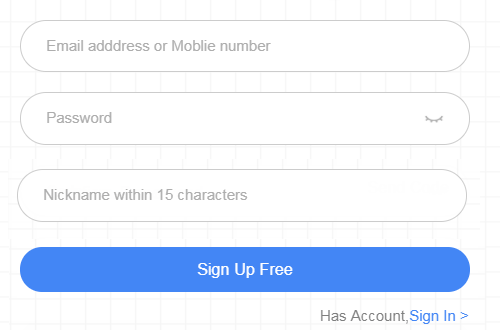 Email adddress or Moblie number
Password
Nickname within 15 characters
Sign Up Free
Has Account,Sign In >